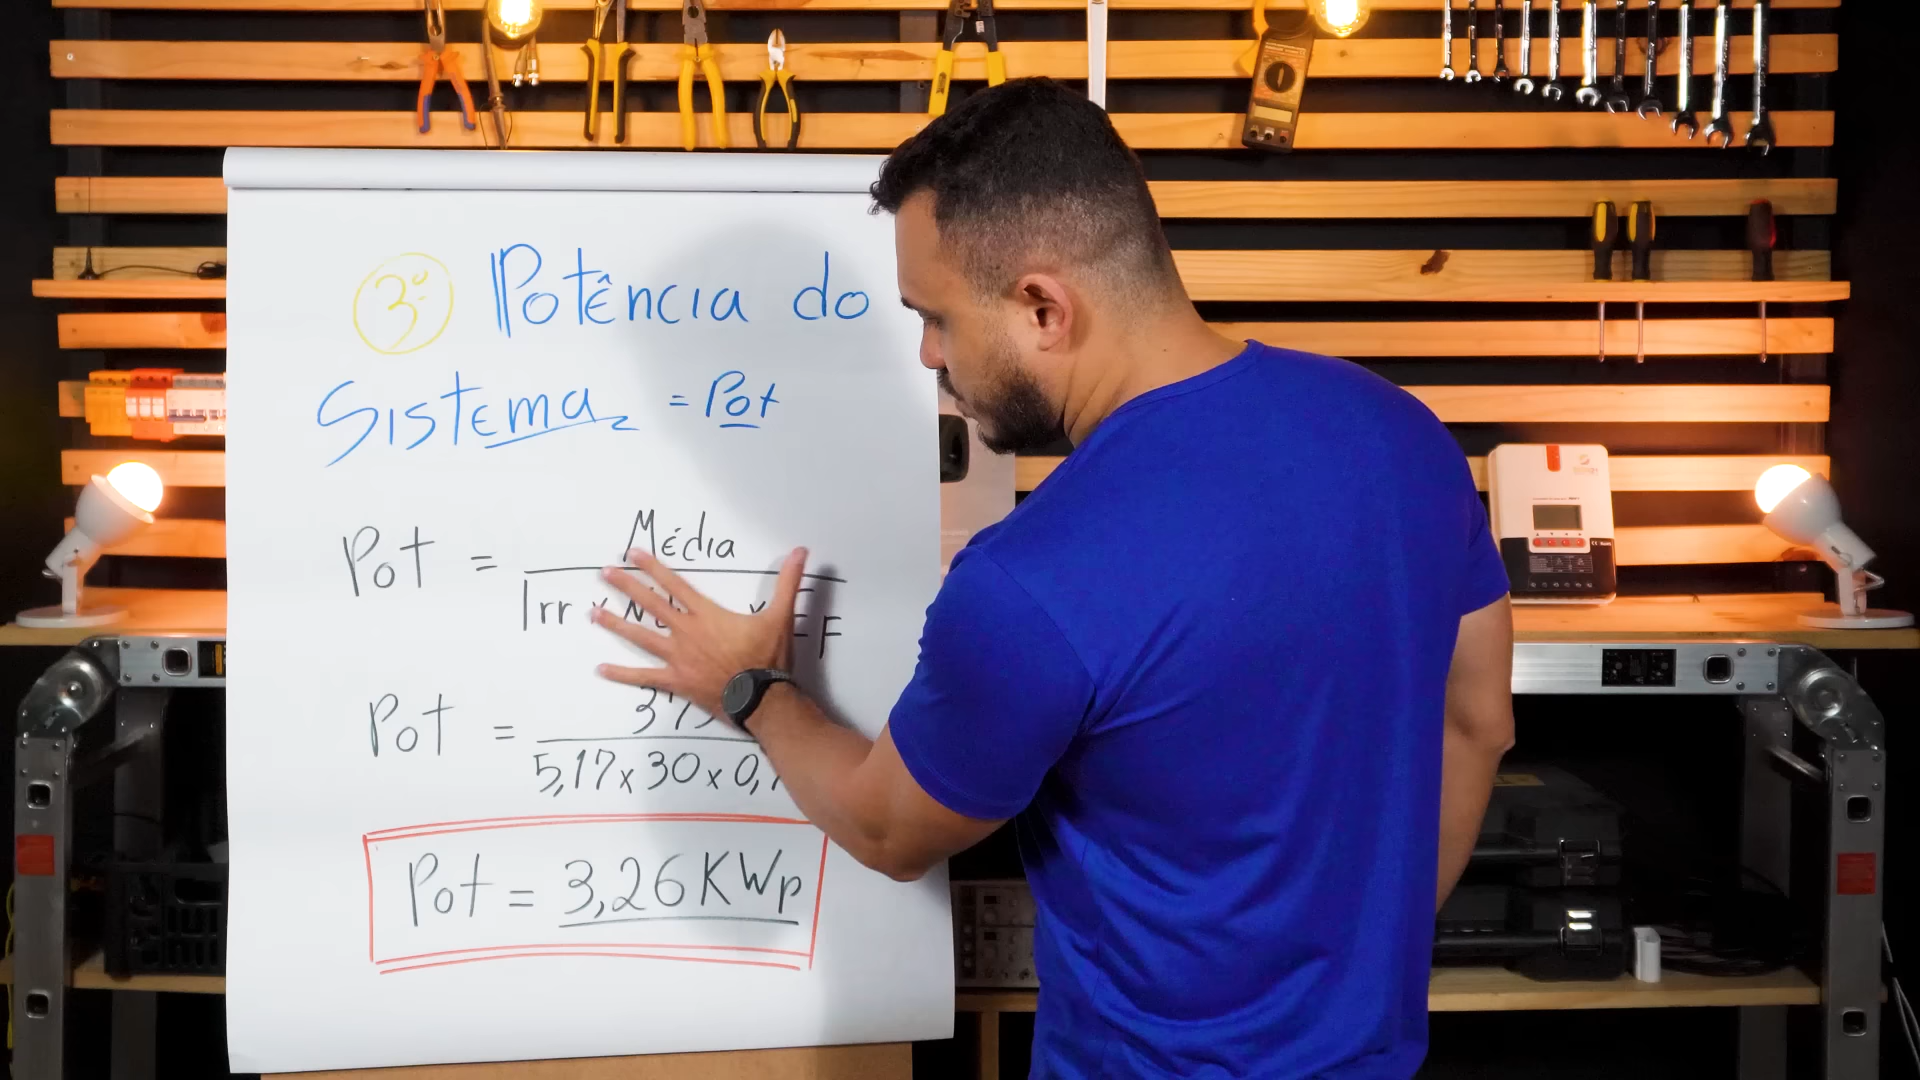 3º Potência do
Sistema = Pot
Pot = Média
Irr x x EF
Pot =
5,17 x 30 x 0,
Pot = 3,26 KWp